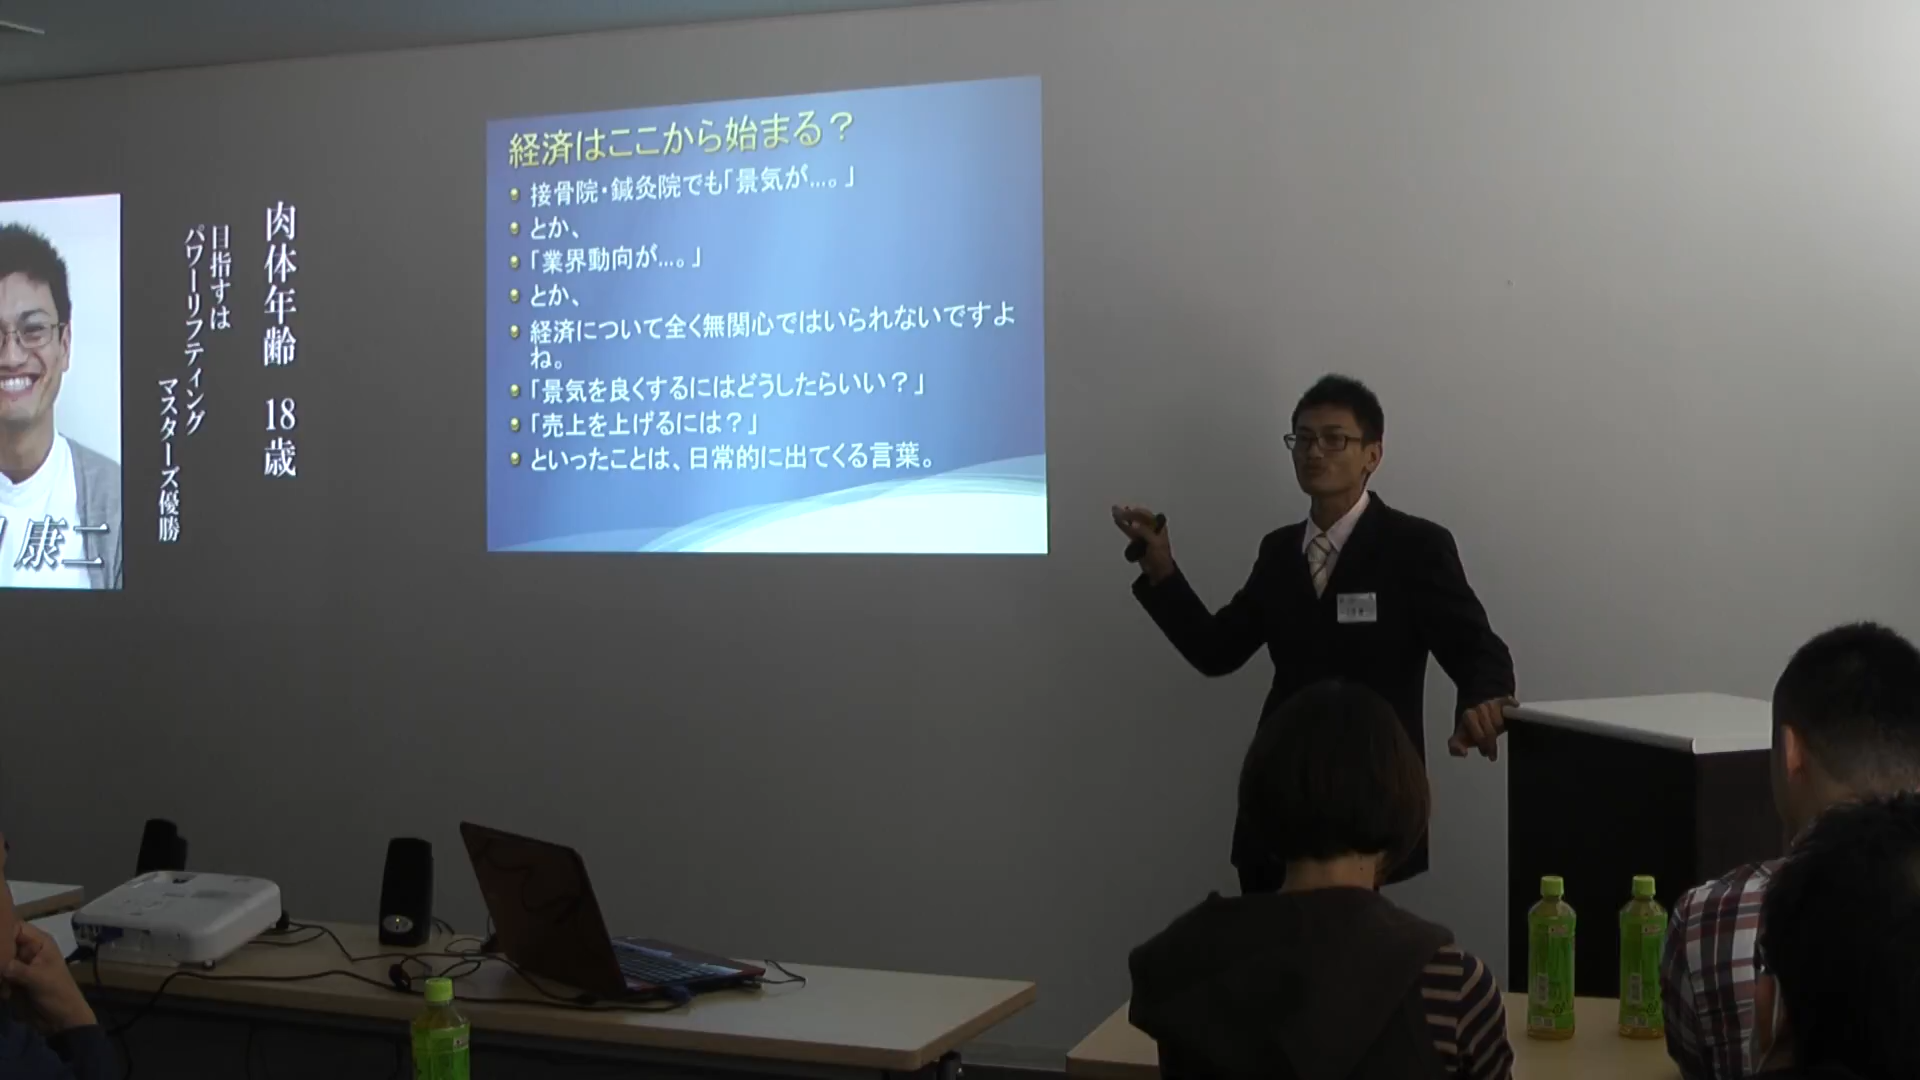 経済はここから始まる？
・接骨院・鍼灸院でも「景気が…。」
・とか、
・「業界動向が…。」
・とか、
・経済について全く無関心ではいられないですよ
ね。
・「景気を良くするにはどうしたらいい？」
・「売上を上げるには？」
・といったことは、日常的に出てくる言葉。
肉体年齢 18歳
目指すは
パワーリフティング
マスターズ優勝
康二